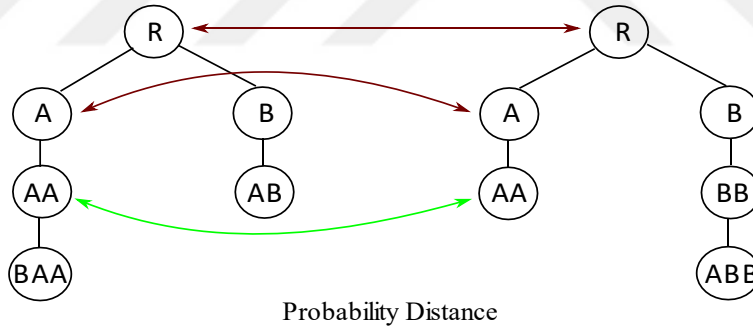 R R
A B A B
AA AB AA BB
BAA ABB
Probability Distance